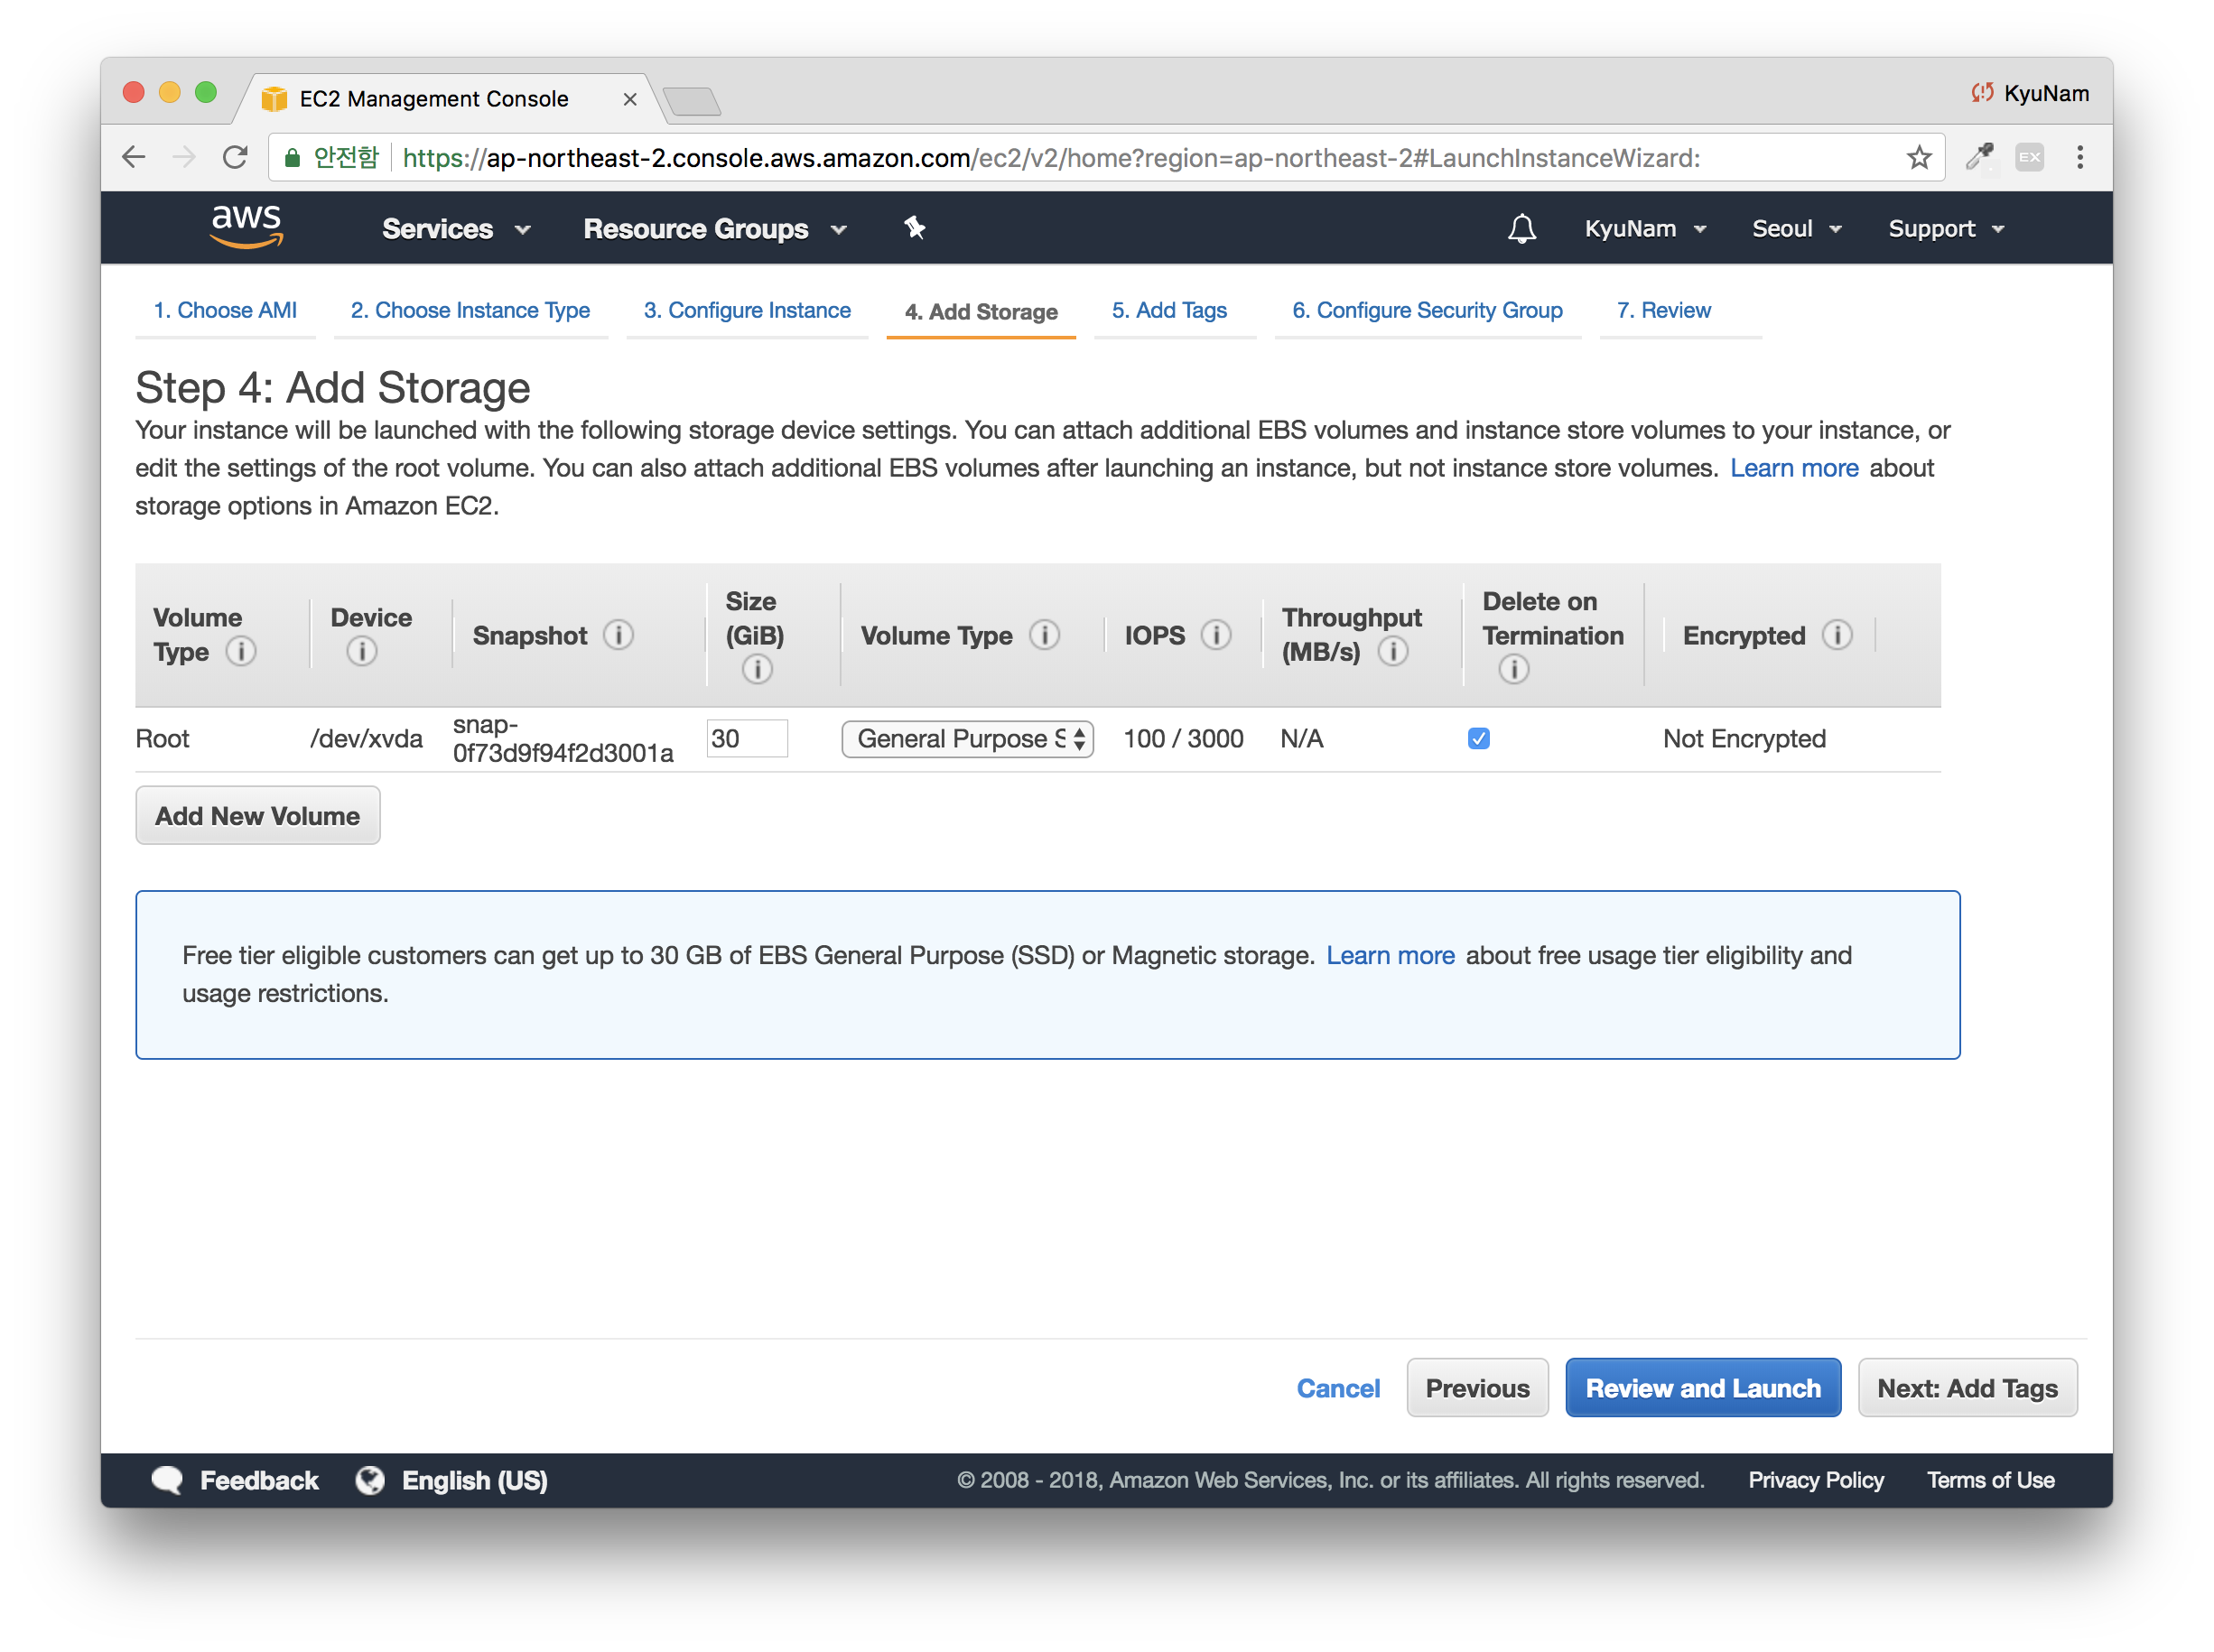 EC2 Management Console
KyuNam
안전함 https://ap-northeast-2.console.aws.amazon.com/ec2/v2/home?region=ap-northeast-2#LaunchInstanceWizard:
EX
aws Services Resource Groups KyuNam Seoul Support
1. Choose AMI 2. Choose Instance Type 3. Configure Instance 4. Add Storage 5. Add Tags 6. Configure Security Group 7. Review
Step 4: Add Storage
Your instance will be launched with the following storage device settings. You can attach additional EBS volumes and instance store volumes to your instance, or
edit the settings of the root volume. You can also attach additional EBS volumes after launching an instance, but not instance store volumes. Learn more about
storage options in Amazon EC2.
Volume Type i Device i Snapshot i Size (GiB) i Volume Type i IOPS i Throughput (MB/s) i Delete on Termination i Encrypted i
Root /dev/xvda snap-0f73d9f94f2d3001a 30 General Purpose S 100 / 3000 N/A Not Encrypted
Add New Volume
Free tier eligible customers can get up to 30 GB of EBS General Purpose (SSD) or Magnetic storage. Learn more about free usage tier eligibility and
usage restrictions.
Cancel Previous Review and Launch Next: Add Tags
Feedback English (US) © 2008 - 2018, Amazon Web Services, Inc. or its affiliates. All rights reserved. Privacy Policy Terms of Use